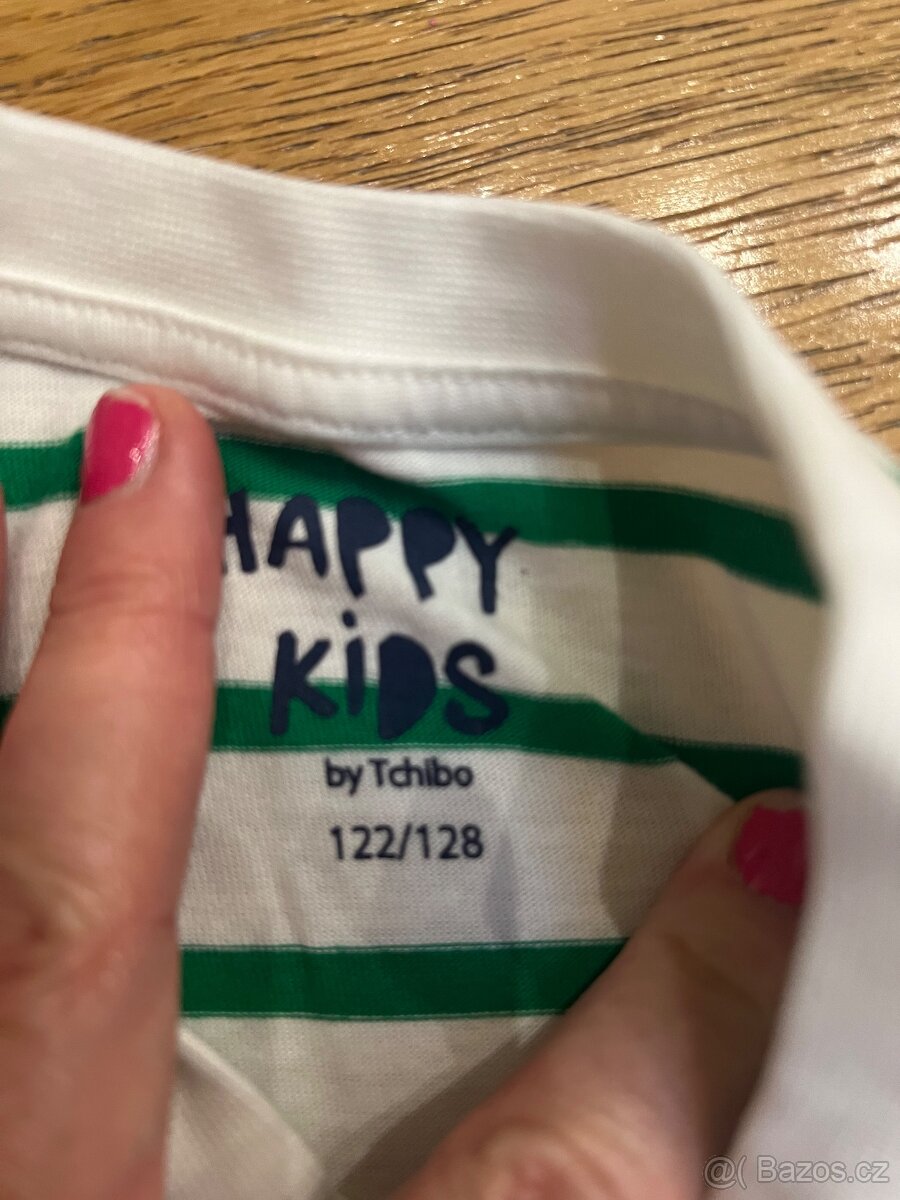 HAPPY
KiDS
by Tchibo
122/128
@( Bazos.cz